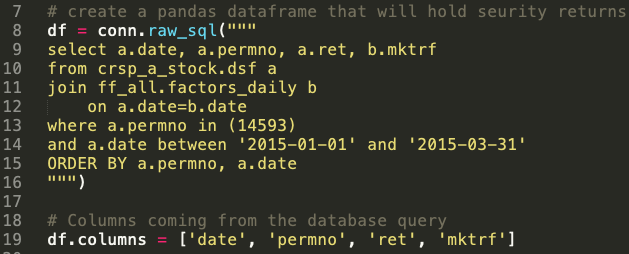 7 # create a pandas dataframe that will hold seurity returns
8 df = conn.raw_sql("""
9 select a.date, a.permno, a.ret, b.mktrf
10 from crsp_a_stock.dsf a
11 join ff_all.factors_daily b
12     on a.date=b.date
13 where a.permno in (14593)
14 and a.date between '2015-01-01' and '2015-03-31'
15 ORDER BY a.permno, a.date
16 """)
17
18 # Columns coming from the database query
19 df.columns = ['date', 'permno', 'ret', 'mktrf']